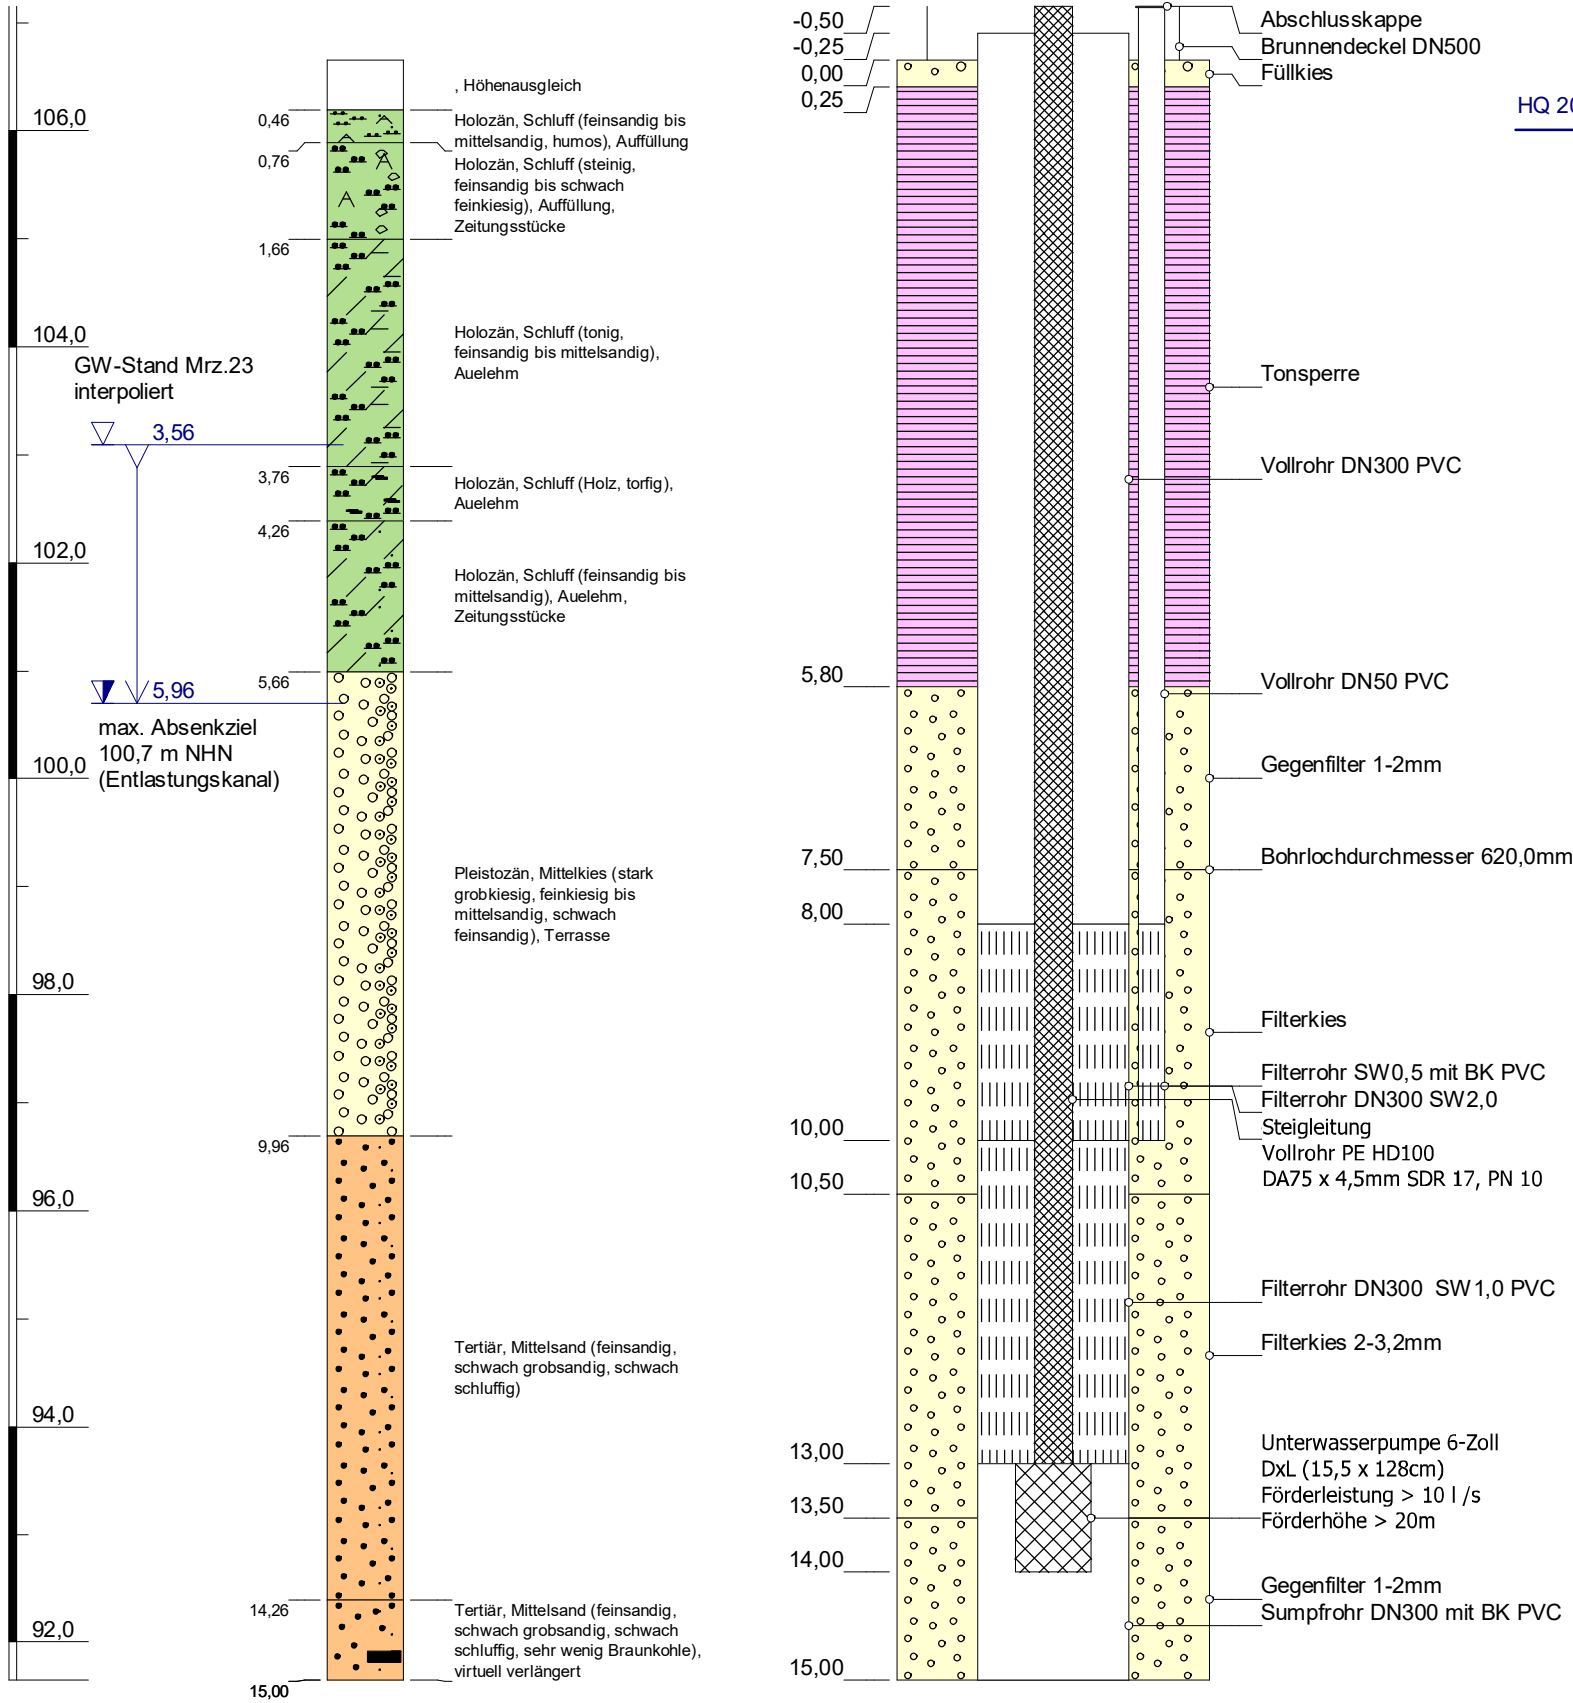 106,0
104,0
102,0
100,0
98,0
96,0
94,0
92,0
GW-Stand Mrz.23
interpoliert
3,56
5,96
max. Absenkziel
100,7 m NHN
(Entlastungskanal)
0,46
0,76
1,66
3,76
4,26
5,66
9,96
14,26
15,00
, Höhenausgleich
Holozän, Schluff (feinsandig bis
mittelsandig, humos), Auffüllung
Holozän, Schluff (steinig,
feinsandig bis schwach
feinkiesig), Auffüllung,
Zeitungsstücke
Holozän, Schluff (tonig,
feinsandig bis mittelsandig),
Auelehm
Holozän, Schluff (Holz, torfig),
Auelehm
Holozän, Schluff (feinsandig bis
mittelsandig), Auelehm,
Zeitungsstücke
Pleistozän, Mittelkies (stark
grobkiesig, feinkiesig bis
mittelsandig, schwach
feinsandig), Terrasse
Tertiär, Mittelsand (feinsandig,
schwach grobsandig, schwach
schluffig)
Tertiär, Mittelsand (feinsandig,
schwach grobsandig, schwach
schluffig, sehr wenig Braunkohle),
virtuell verlängert
-0,50
-0,25
0,00
0,25
5,80
7,50
8,00
10,00
10,50
13,00
13,50
14,00
15,00
Abschlusskappe
Brunnendeckel DN500
Füllkies
HQ 20
Tonsperre
Vollrohr DN300 PVC
Vollrohr DN50 PVC
Gegenfilter 1-2mm
Bohrlochdurchmesser 620,0mm
Filterkies
Filterrohr SW0,5 mit BK PVC
Filterrohr DN300 SW2,0
Steigleitung
Vollrohr PE HD100
DA75 x 4,5mm SDR 17, PN 10
Filterrohr DN300 SW1,0 PVC
Filterkies 2-3,2mm
Unterwasserpumpe 6-Zoll
DxL (15,5 x 128cm)
Förderleistung > 10 l /s
Förderhöhe > 20m
Gegenfilter 1-2mm
Sumpfrohr DN300 mit BK PVC